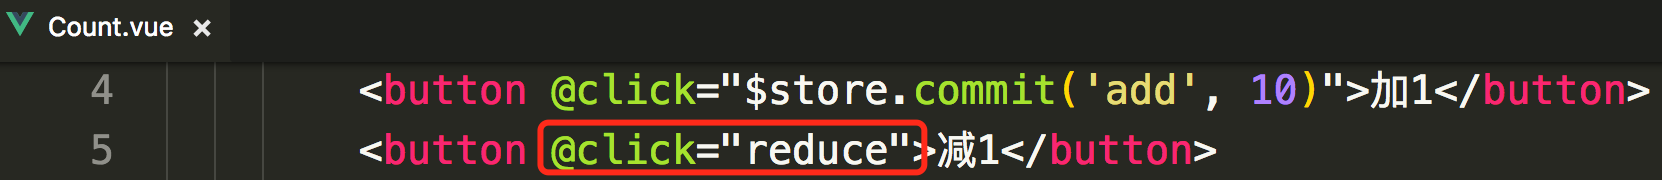 Count.vue ×
4 <button @click="$store.commit('add', 10)">加1</button>
5 <button @click="reduce">减1</button>